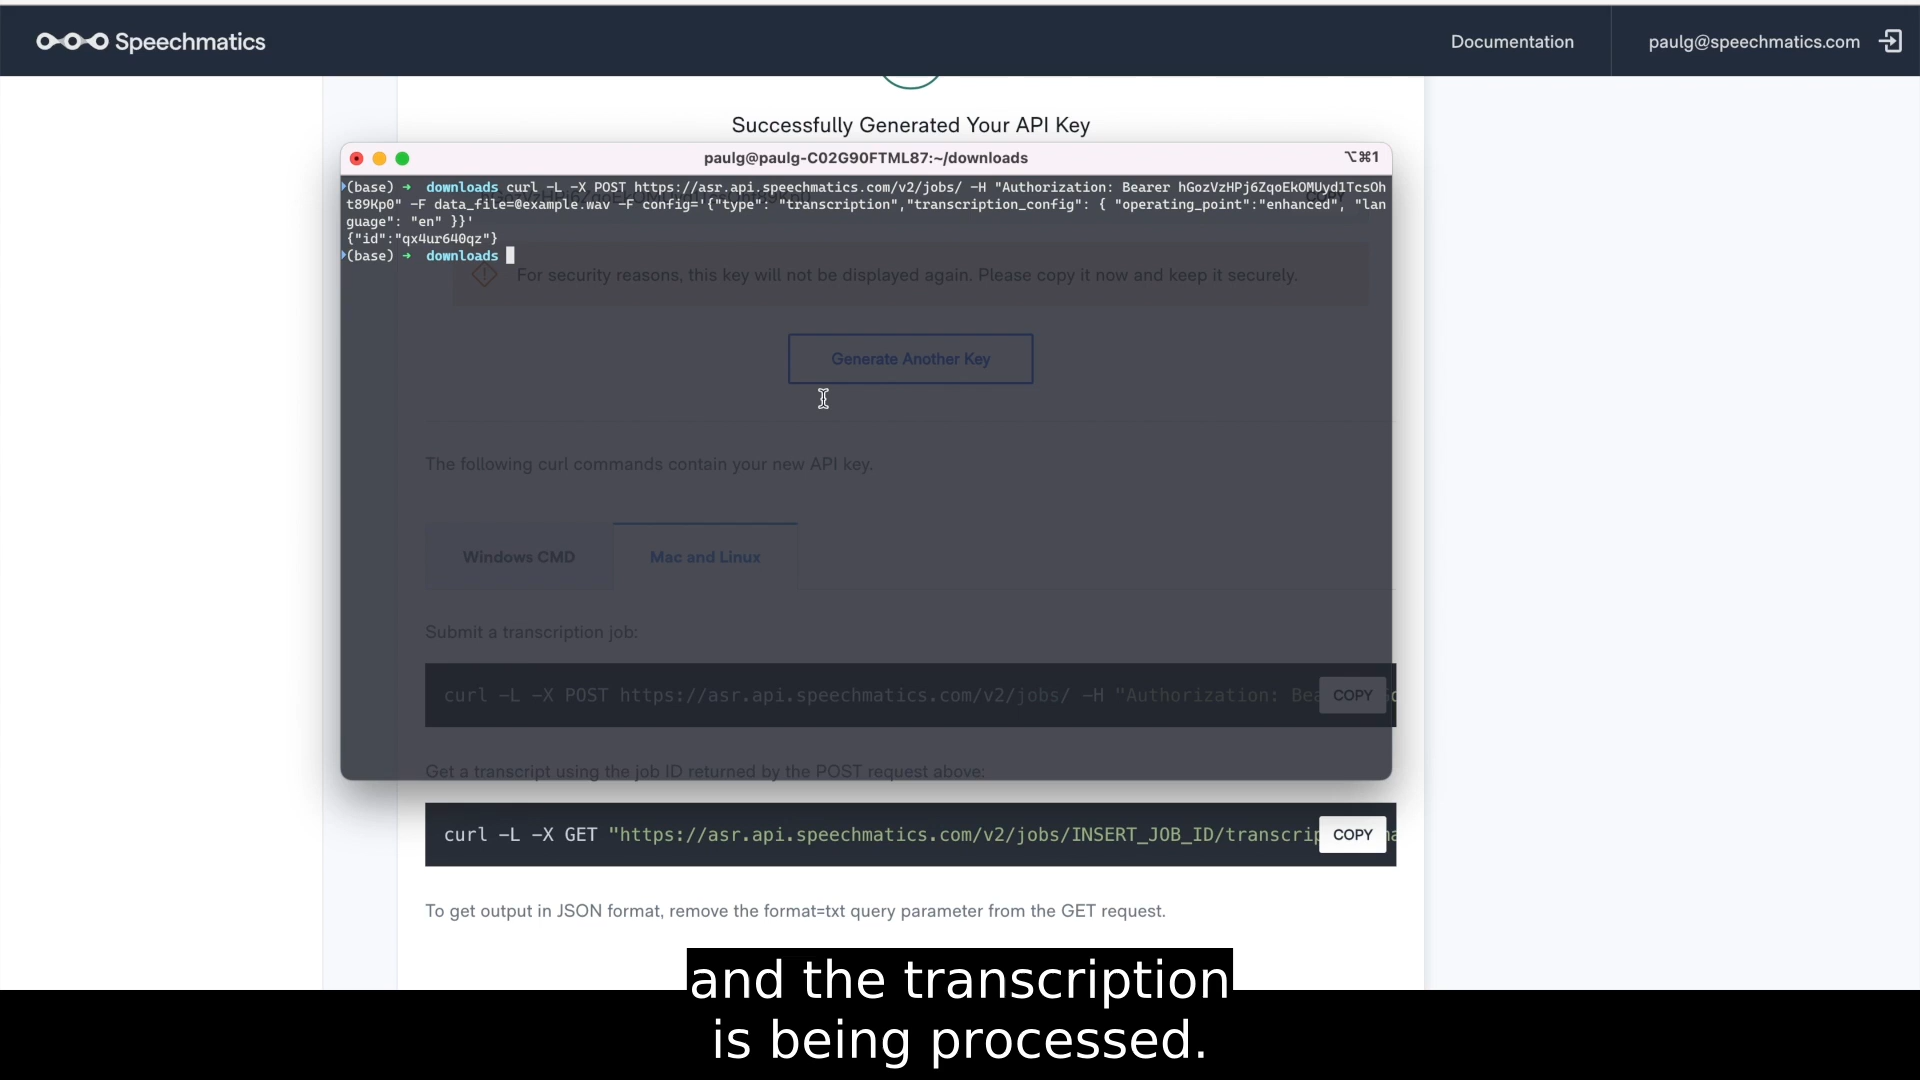 Speechmatics
Documentation
paulg@speechmatics.com
Successfully Generated Your API Key
paulg@paulg-C02G90FTML87:~/downloads
⌥⌘1
(base) → downloads curl -L -X POST https://asr.api.speechmatics.com/v2/jobs/ -H "Authorization: Bearer hGozVzHPj6ZqoEkOMUyd1TcsOh
t89Kp0" -F data_file=@example.wav -F config='{"type": "transcription","transcription_config": { "operating_point":"enhanced", "lan
guage": "en" }}'
{"id":"qx4ur640qz"}
(base) → downloads
For security reasons, this key will not be displayed again. Please copy it now and keep it securely.
Generate Another Key
The following curl commands contain your new API key.
Windows CMD
Mac and Linux
Submit a transcription job:
curl -L -X POST https://asr.api.speechmatics.com/v2/jobs/ -H "Authorization: Bea
COPY
Get a transcript using the job ID returned by the POST request above:
curl -L -X GET "https://asr.api.speechmatics.com/v2/jobs/INSERT_JOB_ID/transcrip
COPY
To get output in JSON format, remove the format=txt query parameter from the GET request.
and the transcription
is being processed.